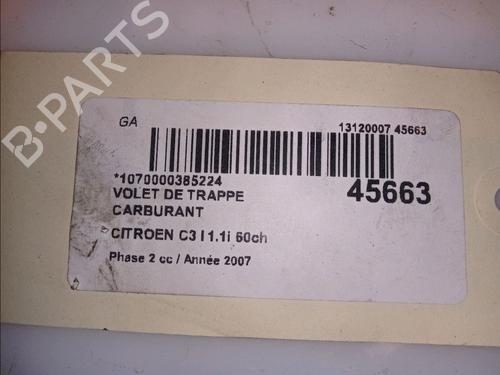 B-PARTS
GA
13120007 45663
*1070000385224
45663
VOLET DE TRAPPE
CARBURANT
CITROEN C3 I 1.1i 60ch
Phase 2 cc / Année 2007